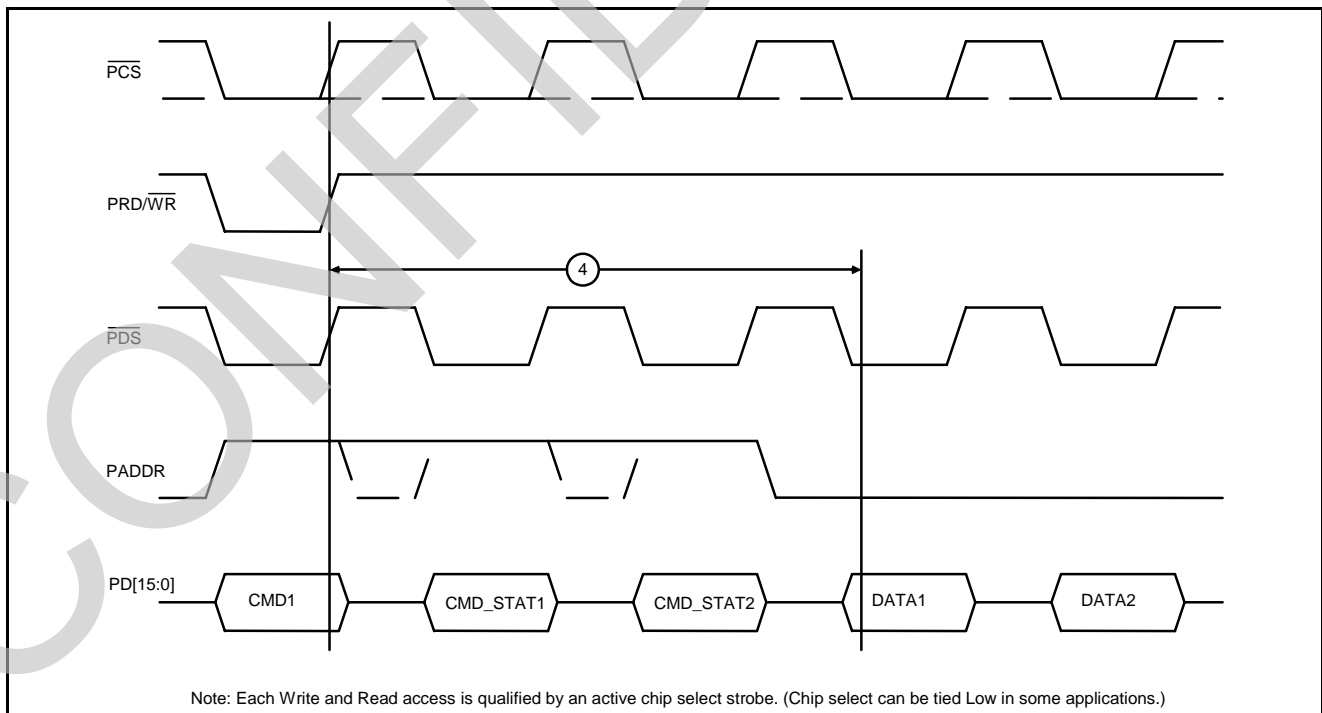 PCS
PRD/WR
4
PDS
PADDR
PD[15:0]
CMD1
CMD_STAT1
CMD_STAT2
DATA1
DATA2
Note: Each Write and Read access is qualified by an active chip select strobe. (Chip select can be tied Low in some applications.)
CONFID